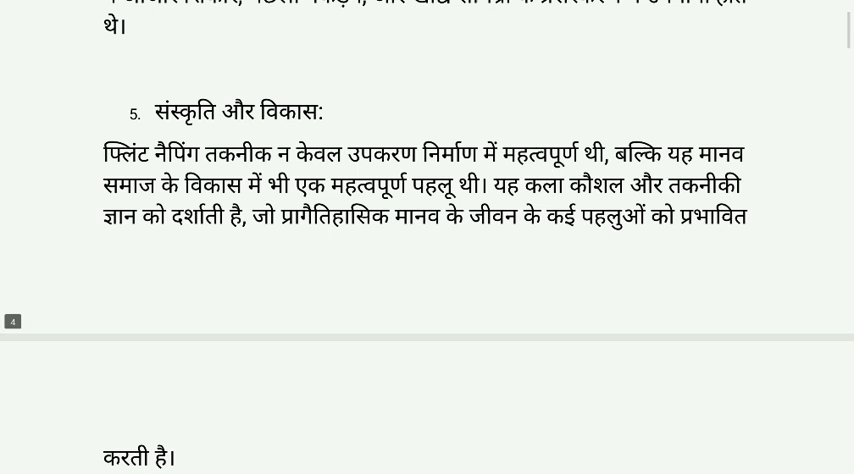 थे।
5. संस्कृति और विकास:
फ्लिंट नैपिंग तकनीक न केवल उपकरण निर्माण में महत्वपूर्ण थी, बल्कि यह मानव
समाज के विकास में भी एक महत्वपूर्ण पहलू थी। यह कला कौशल और तकनीकी
ज्ञान को दर्शाती है, जो प्रागैतिहासिक मानव के जीवन के कई पहलुओं को प्रभावित
4
करती है।